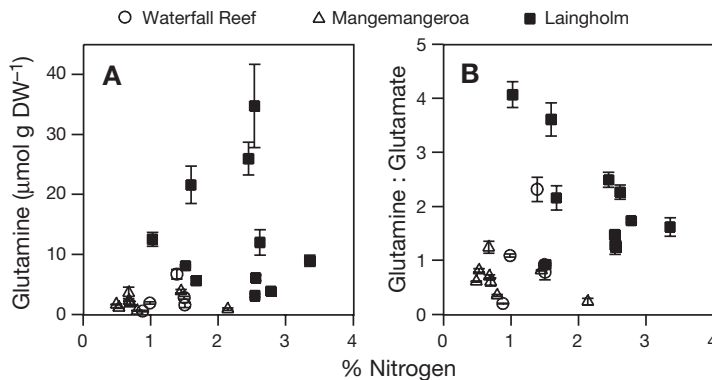 Waterfall Reef Mangemangeroa Laingholm
A
B
Glutamine (µmol g DW⁻¹)
40
30
20
10
0
0 1 2 3 4
Glutamine : Glutamate
5
4
3
2
1
0
0 1 2 3 4
% Nitrogen